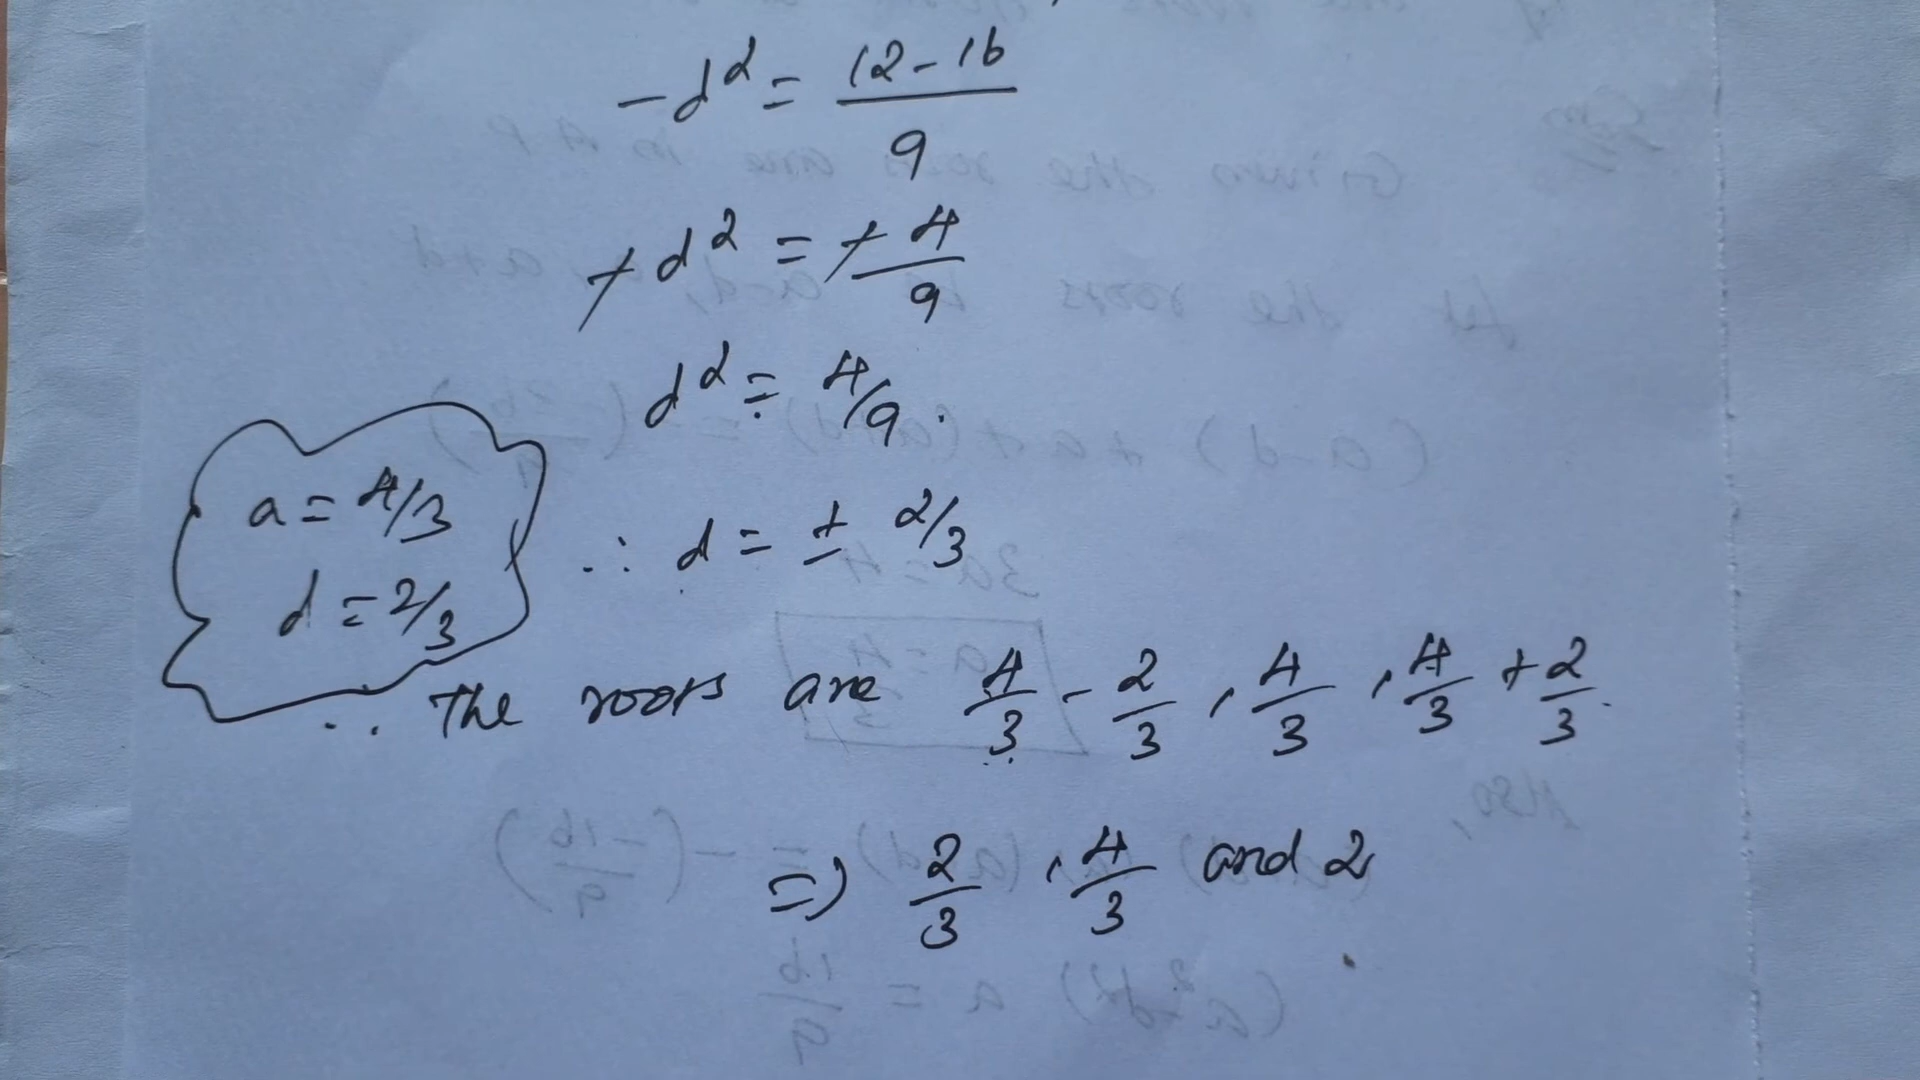 -d² = 12-16/9
-d² = -4/9
d² = 4/9.
a = 4/3
d = 2/3
∴ d = ± 2/3
∴ The roots are 4/3 - 2/3, 4/3, 4/3 + 2/3.
=) 2/3, 4/3 and 2